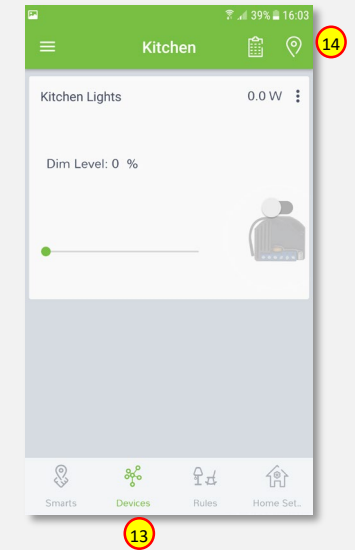 39% 16:03
Kitchen
14
Kitchen Lights 0.0 W
Dim Level: 0 %
Smarts Devices Rules Home Set..
13